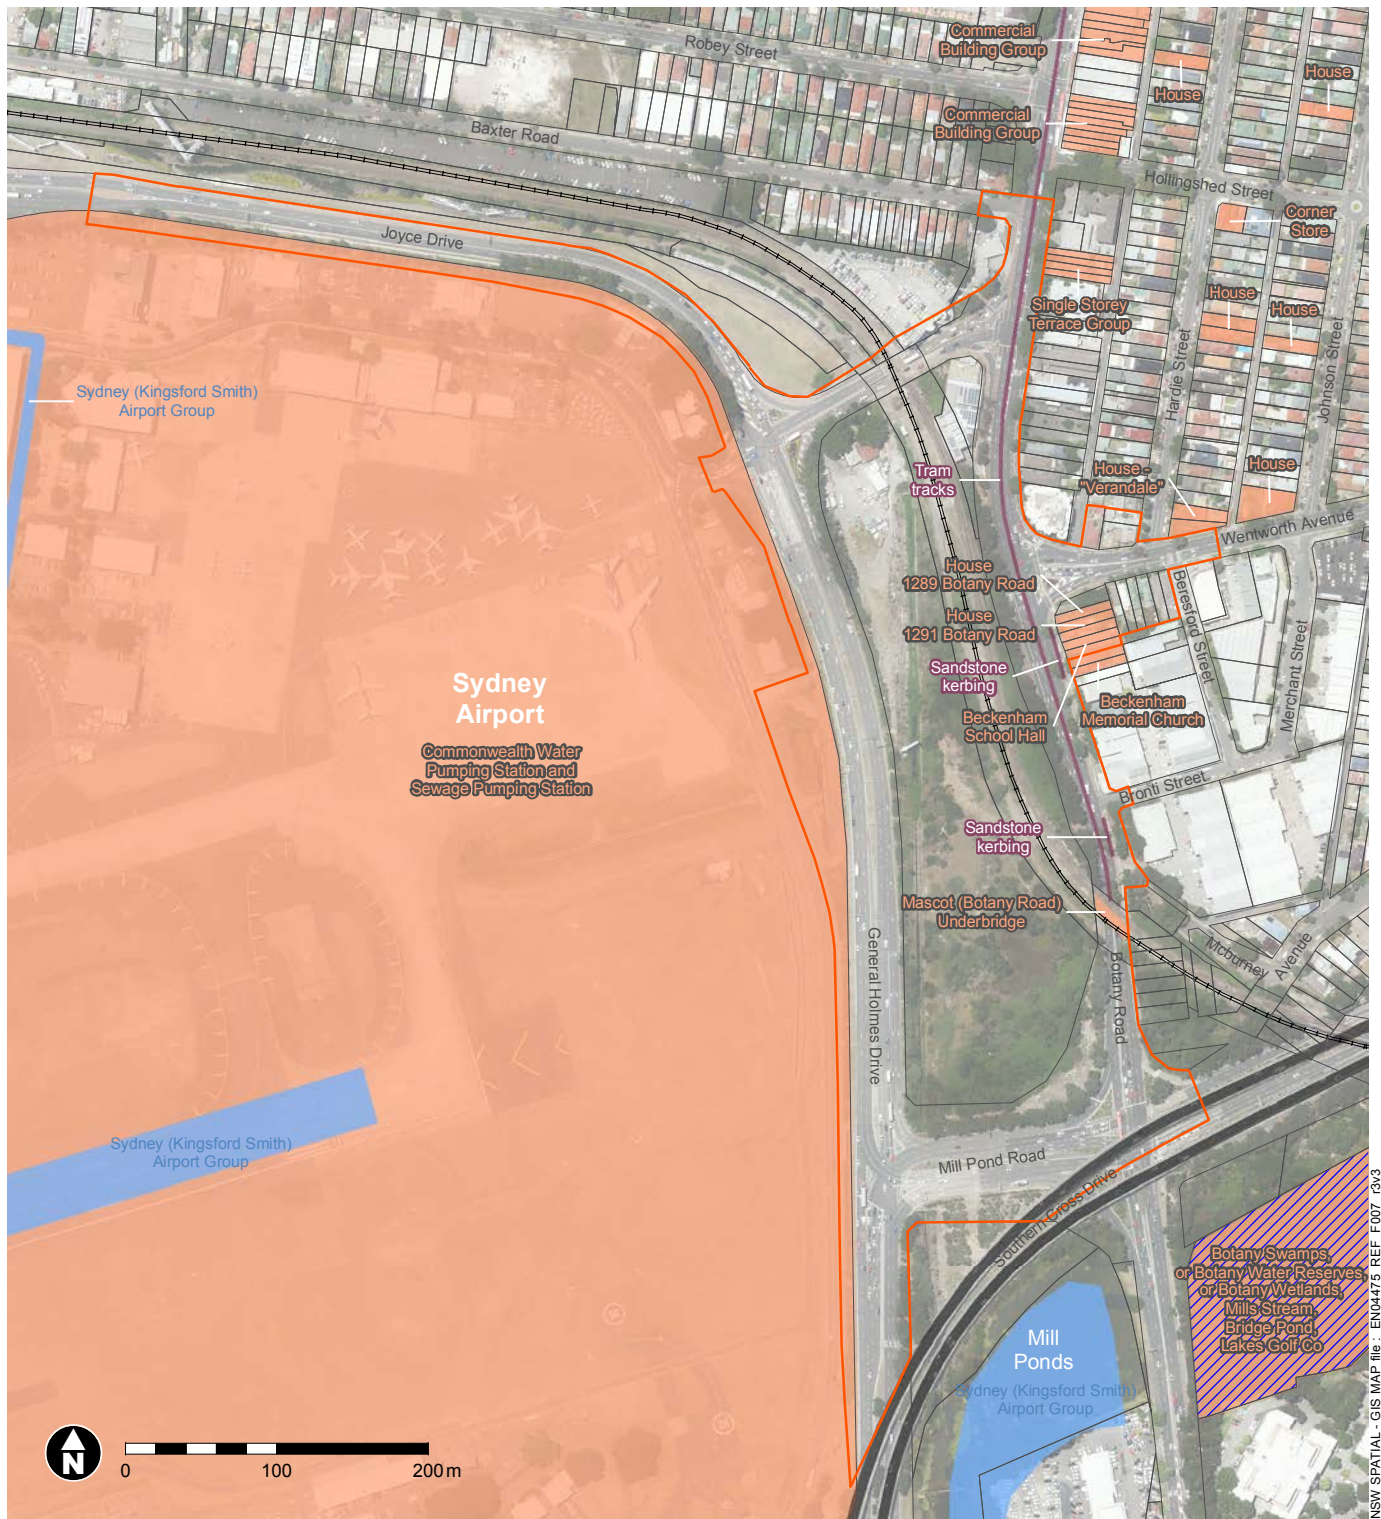 Robey Street
Commercial
Building Group
House
House
Commercial
Building Group
Baxter Road
Hollingshed Street
Corner
Store
Joyce Drive
Single Storey
Terrace Group
House
House
Hardie Street
Johnson Street
Sydney (Kingsford Smith)
Airport Group
Tram
tracks
House -
"Verandale"
House
Wentworth Avenue
House
1289 Botany Road
House
1291 Botany Road
Beresford Street
Merchant Street
Sandstone
kerbing
Sydney
Airport
Commonwealth Water
Pumping Station and
Sewage Pumping Station
Beckenham
School Hall
Beckenham
Memorial Church
Bronti Street
Sandstone
kerbing
Mascot (Botany Road)
Underbridge
General Holmes Drive
Botany Road
Mcburney Avenue
Sydney (Kingsford Smith)
Airport Group
Mill Pond Road
Southern Cross Drive
Botany Swamps,
or Botany Water Reserves,
or Botany Wetlands,
Mills Stream,
Bridge Pond,
Lakes Golf Co
Mill
Ponds
Sydney (Kingsford Smith)
Airport Group
N
0 100 200 m
NSW SPATIAL - GIS MAP file : EN04475_REF_F007_r3v3